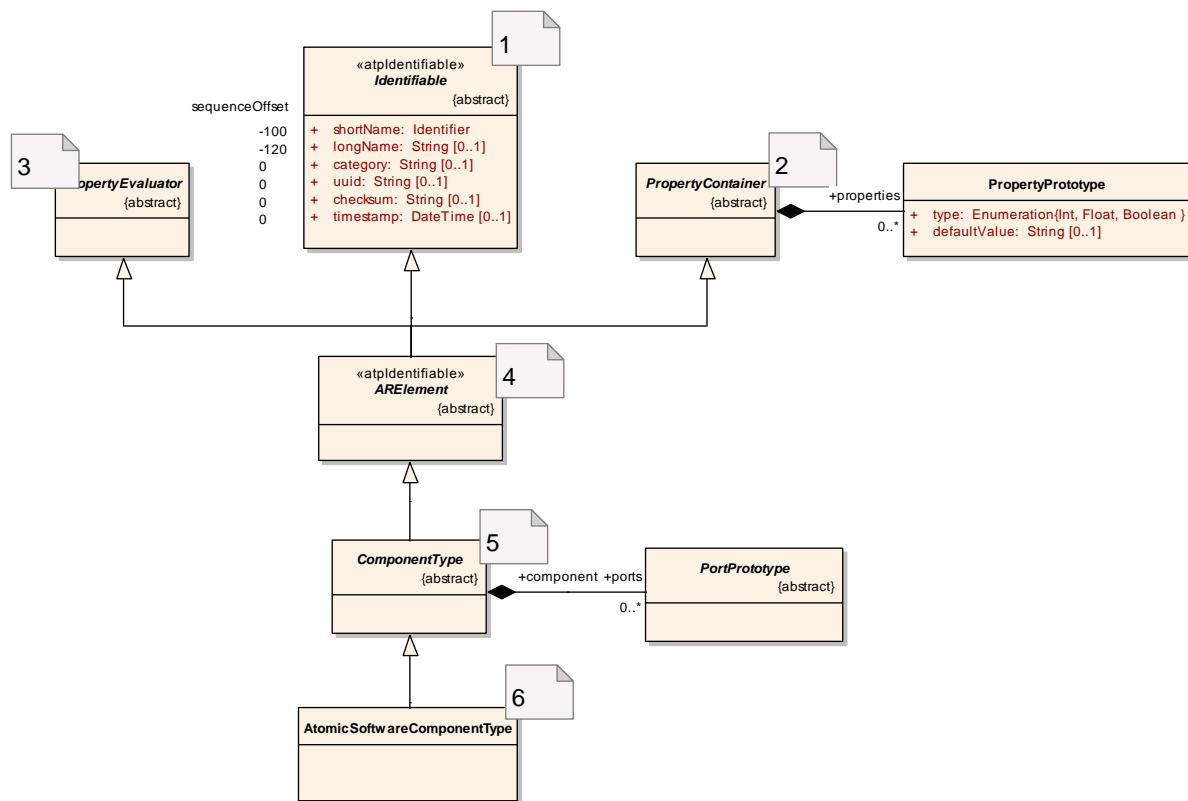 1
«atpIdentifiable»
Identifiable
{abstract}
sequenceOffset
-100
+ shortName: Identifier
-120
+ longName: String [0..1]
0
+ category: String [0..1]
0
+ uuid: String [0..1]
0
+ checksum: String [0..1]
0
+ timestamp: DateTime [0..1]
3
opertyEvaluator
{abstract}
2
PropertyContainer
{abstract}
+properties
0..*
PropertyPrototype
+ type: Enumeration{Int, Float, Boolean }
+ defaultValue: String [0..1]
4
«atpIdentifiable»
ARElement
{abstract}
5
ComponentType
{abstract}
+component +ports
0..*
PortPrototype
{abstract}
6
AtomicSoftwareComponentType